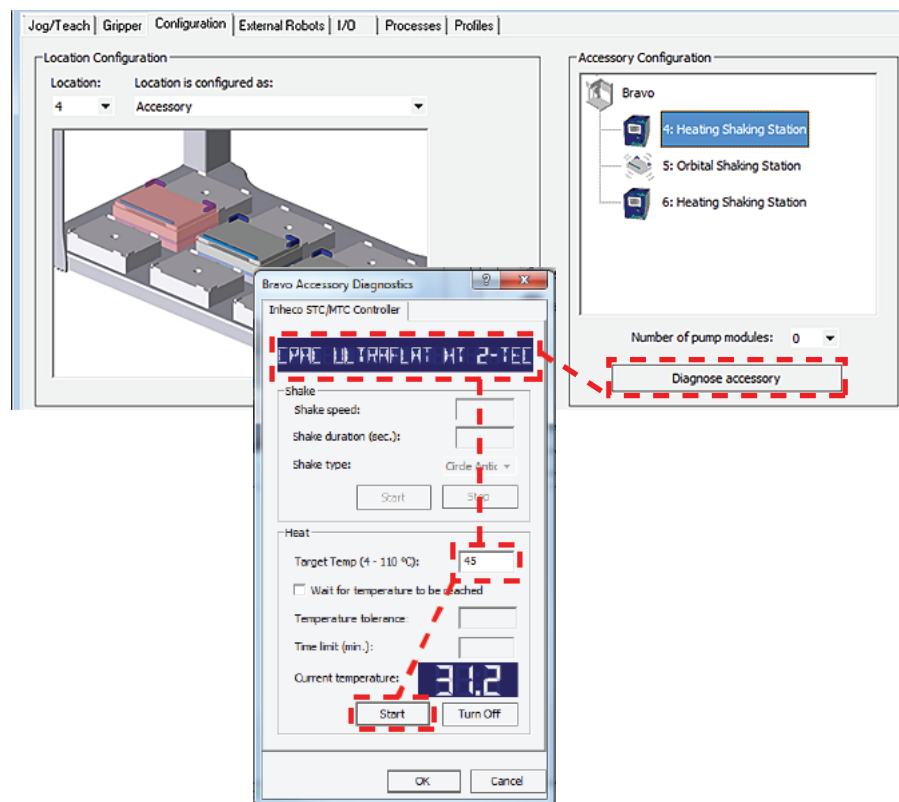 Jog/Teach Gripper Configuration External Robots I/O Processes Profiles
Location Configuration
Location: Location is configured as:
4 Accessory
Accessory Configuration
Bravo
4: Heating Shaking Station
5: Orbital Shaking Station
6: Heating Shaking Station
Number of pump modules: 0
Diagnose accessory
Bravo Accessory Diagnostics
Inheco STC/MTC Controller
CPAC ULTRAFLAT HT 2-TEC
Shake
Shake speed:
Shake duration (sec.):
Shake type: Circle Antic
Start Stop
Heat
Target Temp (4 - 110 °C): 45
Wait for temperature to be reached
Temperature tolerance:
Time limit (min.):
Current temperature: 31.2
Start Turn Off
OK Cancel